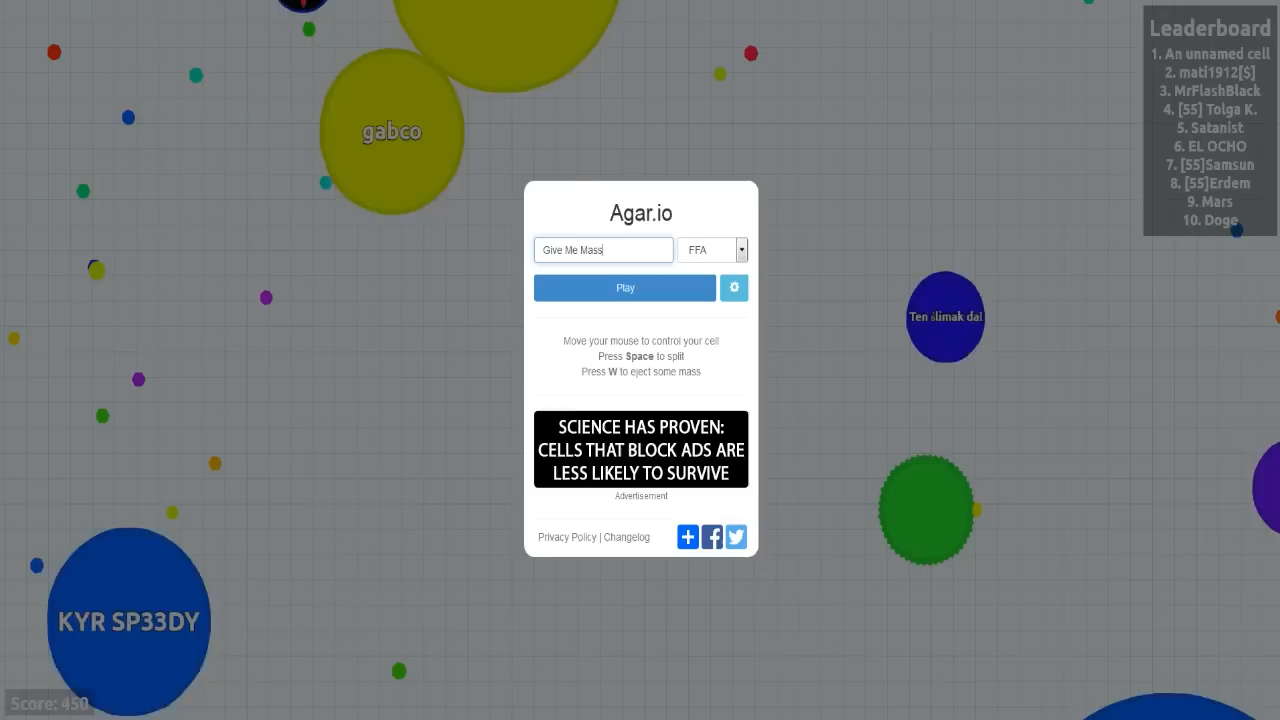 gabco
Leaderboard
1. An unnamed cell
2. mati1912[$]
3. MrFlashBlack
4. [55] Tolga K.
5. Satanist
6. EL OCHO
7. [55]Samsun
8. [55]Erdem
9. Mars
10. Doge
Agar.io
Give Me Mass
FFA
Play
Move your mouse to control your cell
Press Space to split
Press W to eject some mass
SCIENCE HAS PROVEN:
CELLS THAT BLOCK ADS ARE
LESS LIKELY TO SURVIVE
Advertisement
Privacy Policy | Changelog
Ten ślimak da!
KYR SP33DY
Score: 450